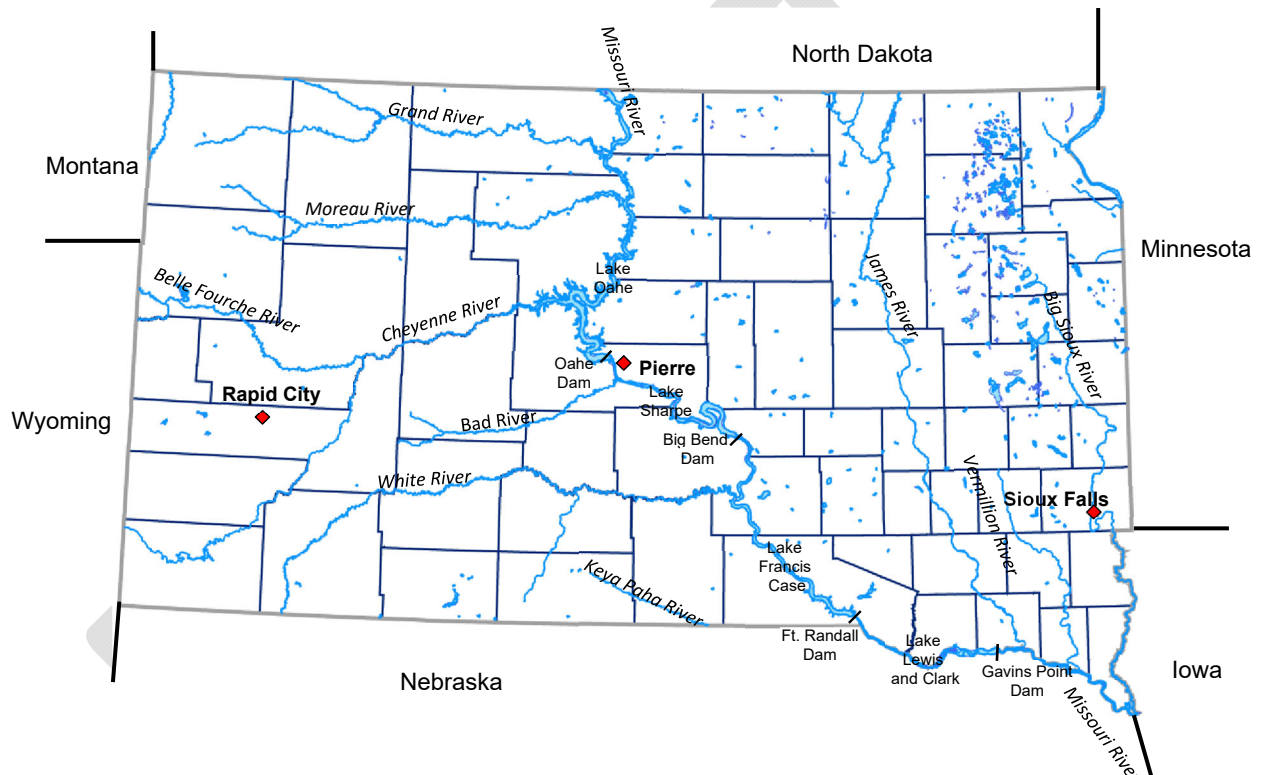 North Dakota
Missouri River
Grand River
Montana
Moreau River
Minnesota
James River
Lake
Oahe
Belle Fourche River
Cheyenne River
Big Sioux River
Oahe
Dam
Pierre
Rapid City
Lake
Sharpe
Wyoming
Bad River
Big Bend
Dam
White River
Vermillion River
Sioux Falls
Lake
Francis
Case
Keya Paha River
Ft. Randall
Dam
Lake
Lewis
and Clark
Gavins Point
Dam
Iowa
Nebraska
Missouri Rive